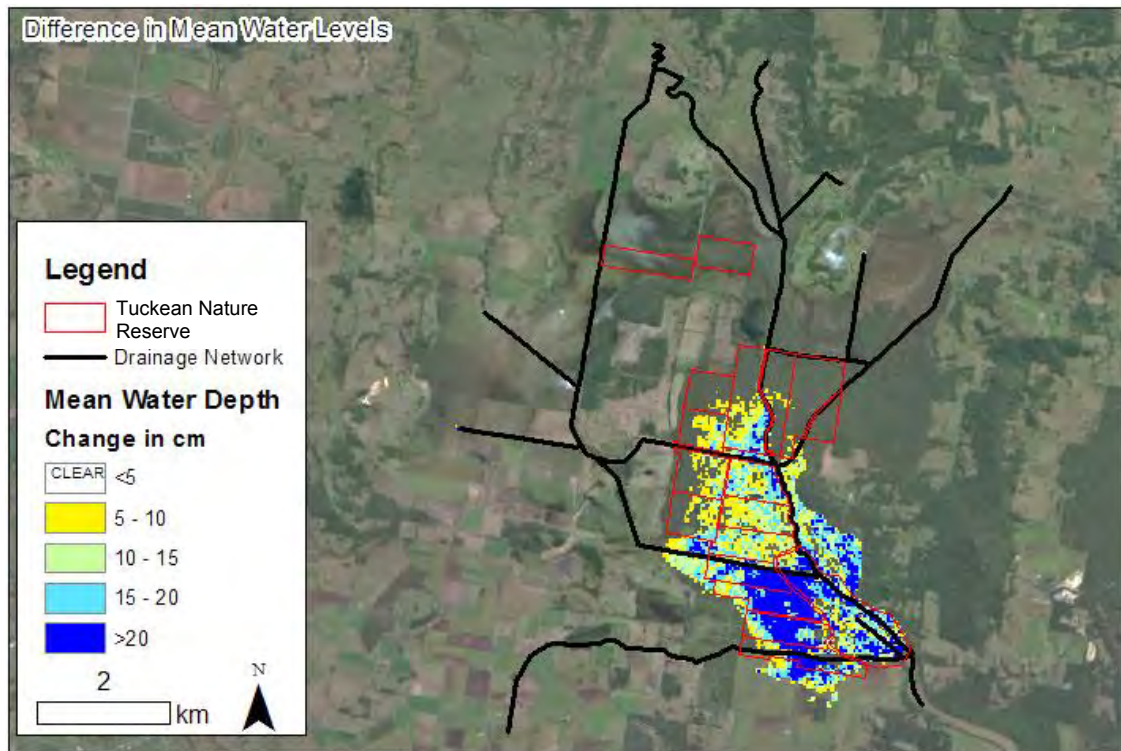 Difference in Mean Water Levels
Legend
Tuckean Nature
Reserve
Drainage Network
Mean Water Depth
Change in cm
CLEAR <5
5 - 10
10 - 15
15 - 20
>20
2
km
N